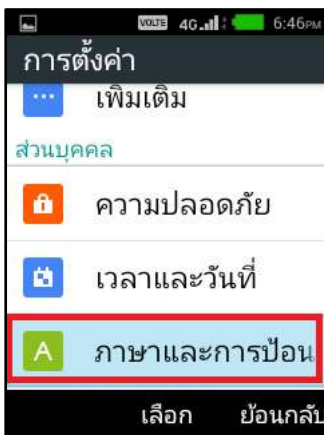 VOLTE 4G 6:46PM
การตั้งค่า
เพิ่มเติม
ส่วนบุคคล
ความปลอดภัย
เวลาและวันที่
A ภาษาและการป้อน
เลือก ย้อนกลับ